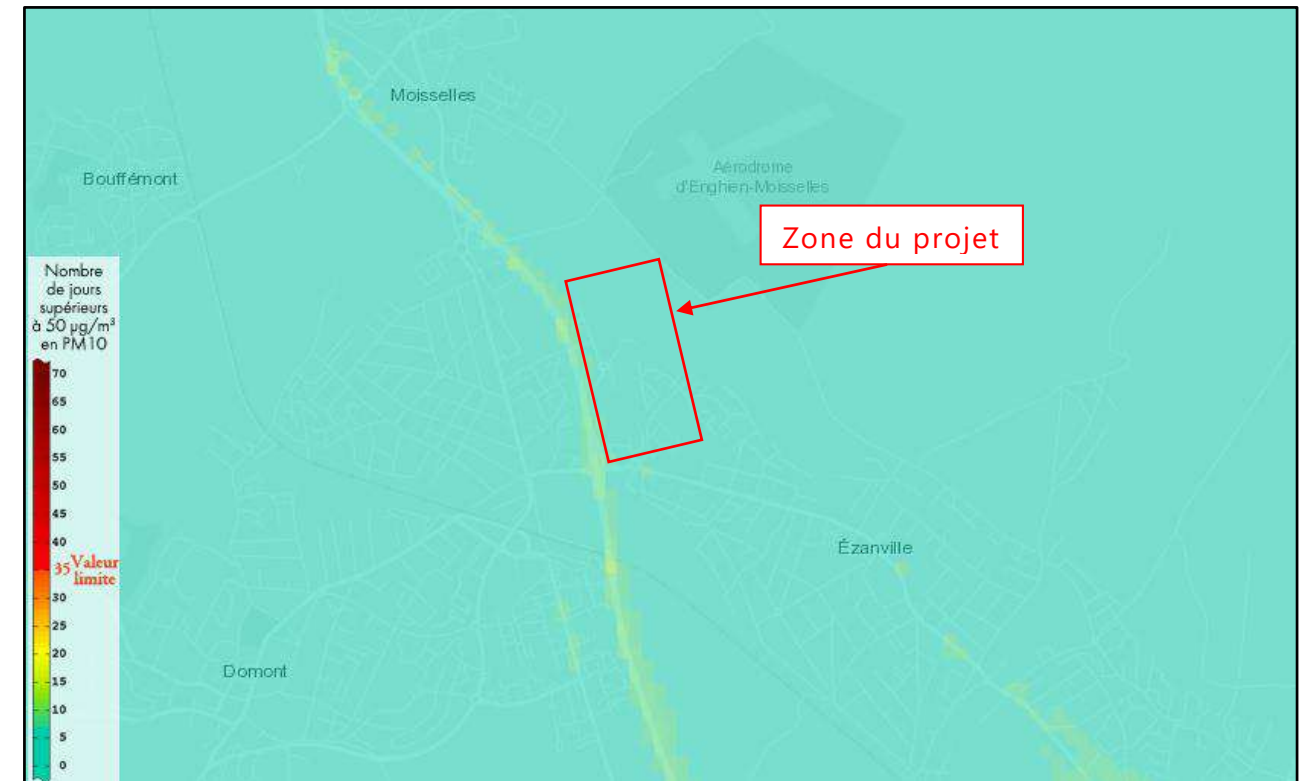 Moisselles
Bouffémont
Aérodrome
d'Enghien-Moisselles
Zone du projet
Nombre
de jours
supérieurs
à 50 µg/m³
en PM10
70
65
60
55
50
45
40
35 Valeur
limite
30
25
20
15
10
5
0
Ézanville
Domont